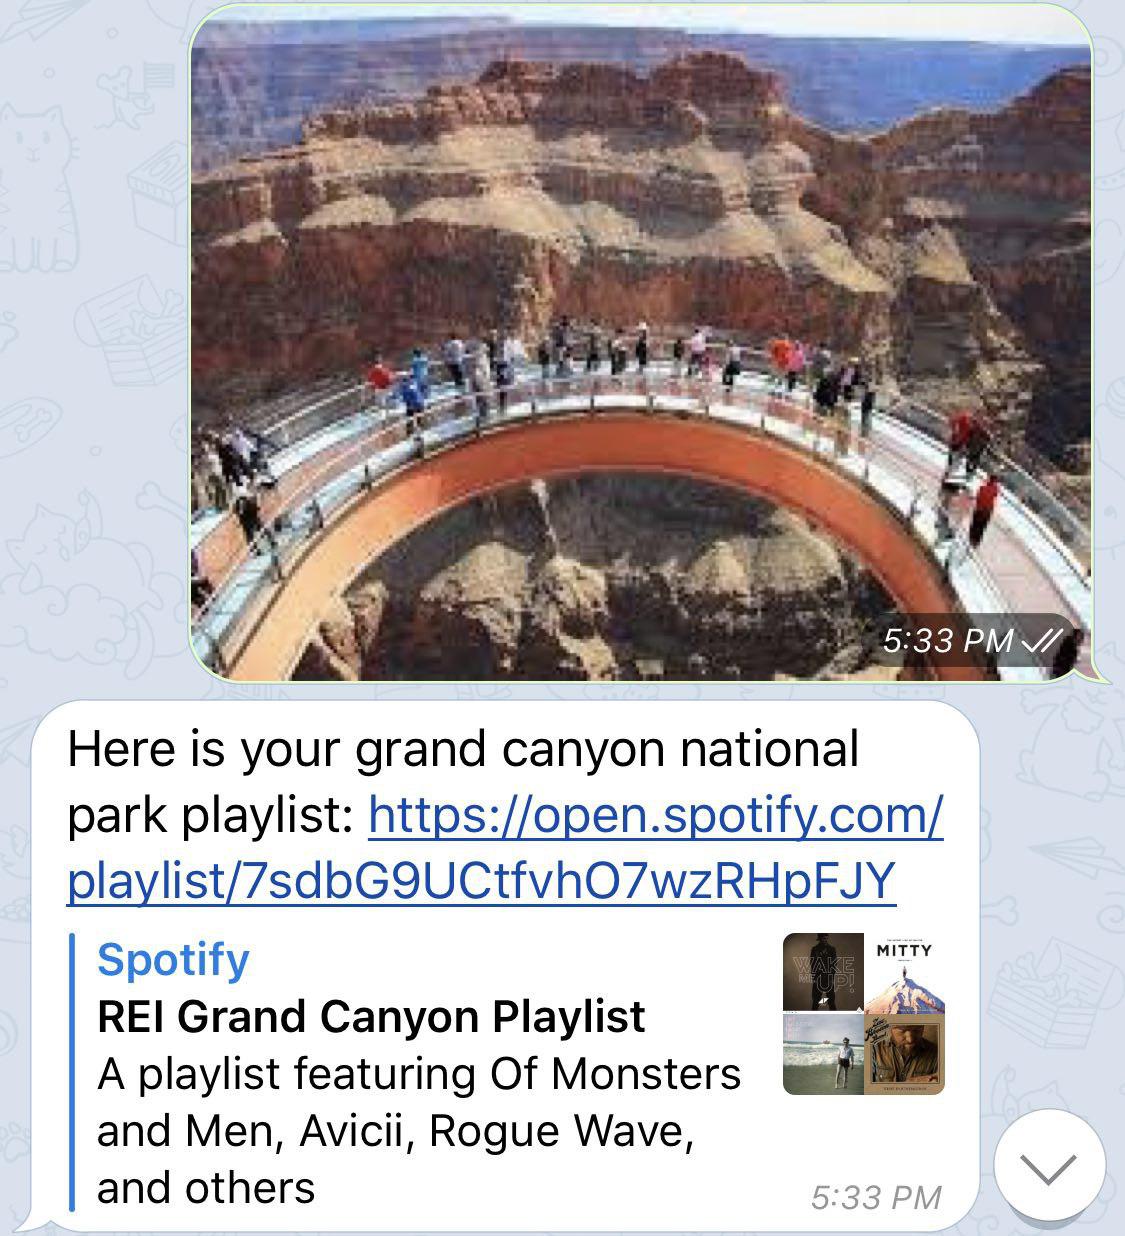 5:33 PM
Here is your grand canyon national
park playlist: https://open.spotify.com/
playlist/7sdbG9UCtfvhO7wzRHpFJY
Spotify
REI Grand Canyon Playlist
A playlist featuring Of Monsters
and Men, Avicii, Rogue Wave,
and others
WAKE
ME UP!
MITTY
5:33 PM